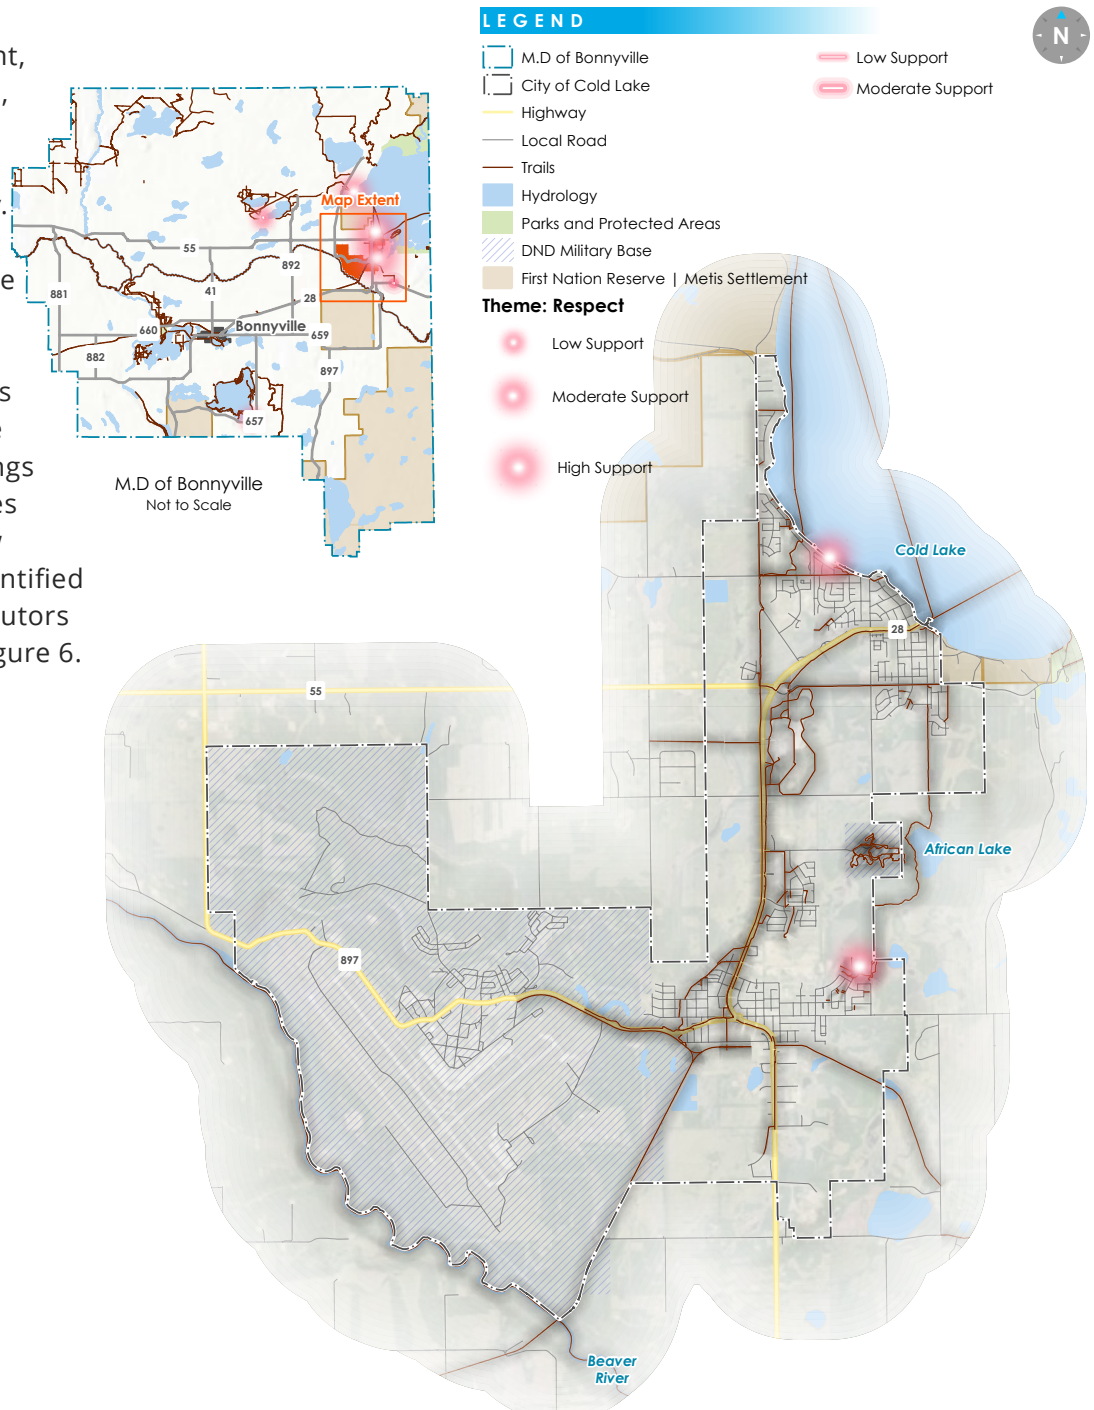 nt,
,
.
e
s
e
ngs
es
y
ntified
utors
gure 6.
LEGEND
M.D of Bonnyville
City of Cold Lake
Highway
Local Road
Trails
Hydrology
Parks and Protected Areas
DND Military Base
First Nation Reserve | Metis Settlement
Low Support
Moderate Support
Theme: Respect
Low Support
Moderate Support
High Support
N
Map Extent
55
892
881
41
28
660
Bonnyville
659
882
897
657
M.D of Bonnyville
Not to Scale
Cold Lake
28
55
African Lake
897
Beaver
River